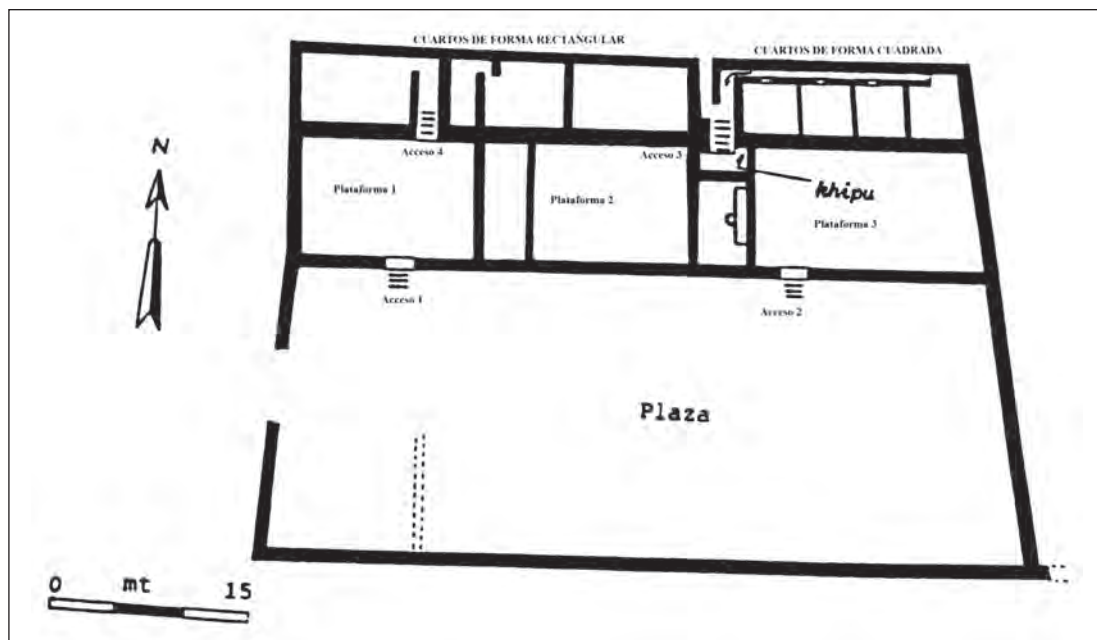 CUARTOS DE FORMA RECTANGULAR
CUARTOS DE FORMA CUADRADA
N
Acceso 4
Acceso 3
khipu
Plataforma 1
Plataforma 2
Plataforma 3
Acceso 1
Acceso 2
Plaza
0 mt 15